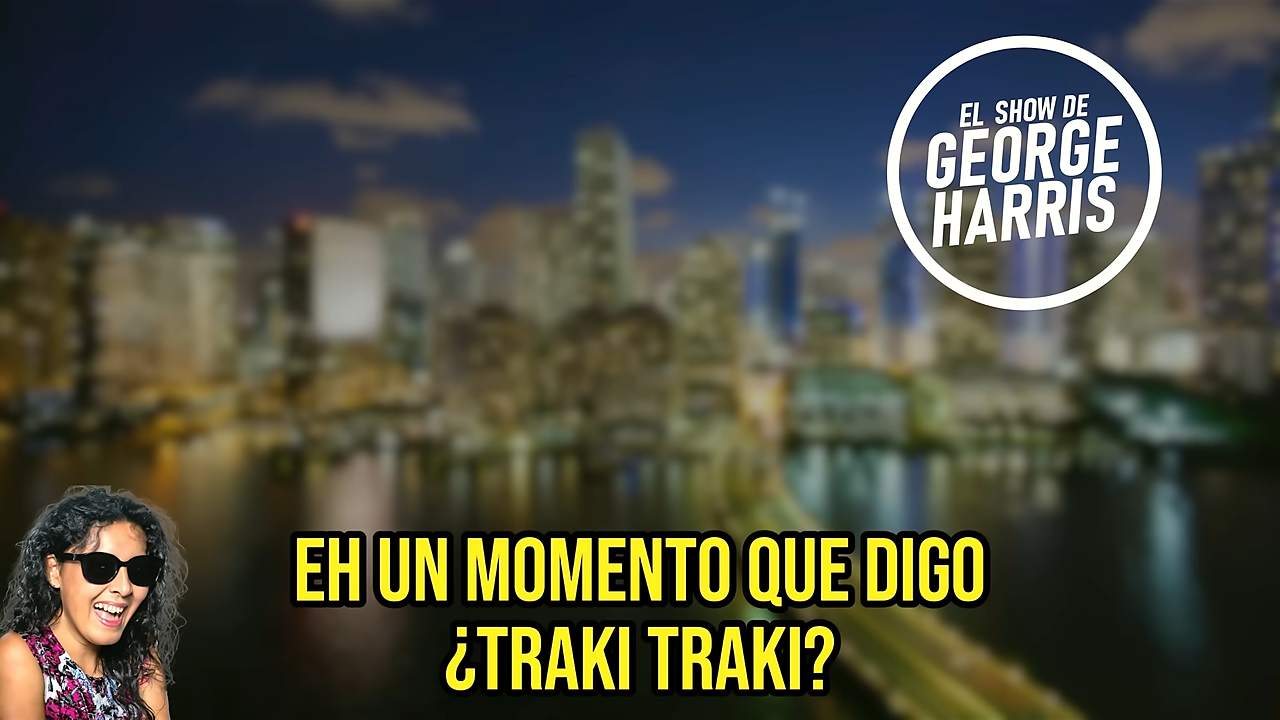 EL SHOW DE
GEORGE
HARRIS
EH UN MOMENTO QUE DIGO
¿TRAKI TRAKI?